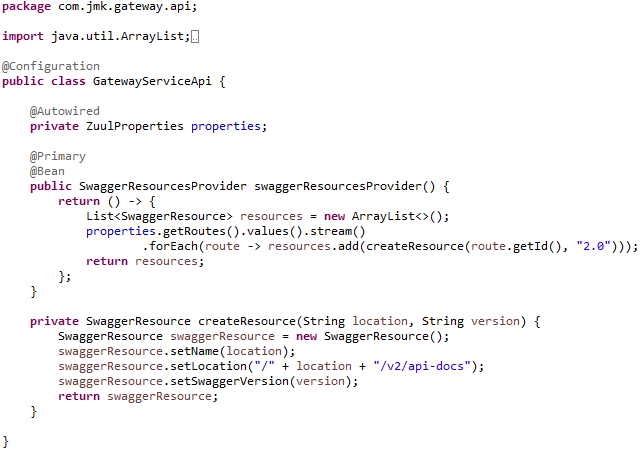 package com.jmk.gateway.api;
import java.util.ArrayList;
@Configuration
public class GatewayServiceApi {
@Autowired
private ZuulProperties properties;
@Primary
@Bean
public SwaggerResourcesProvider swaggerResourcesProvider() {
return () -> {
List<SwaggerResource> resources = new ArrayList<>();
properties.getRoutes().values().stream()
.forEach(route -> resources.add(createResource(route.getId(), "2.0")));
return resources;
};
}
private SwaggerResource createResource(String location, String version) {
SwaggerResource swaggerResource = new SwaggerResource();
swaggerResource.setName(location);
swaggerResource.setLocation("/" + location + "/v2/api-docs");
swaggerResource.setSwaggerVersion(version);
return swaggerResource;
}
}